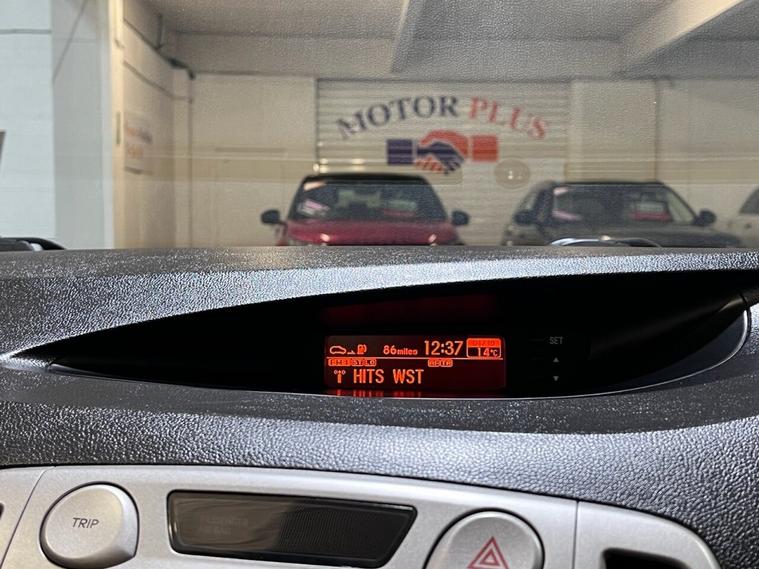 MOTOR PLUS
86miles 12:37
14°C
SET
HITS WST
TRIP